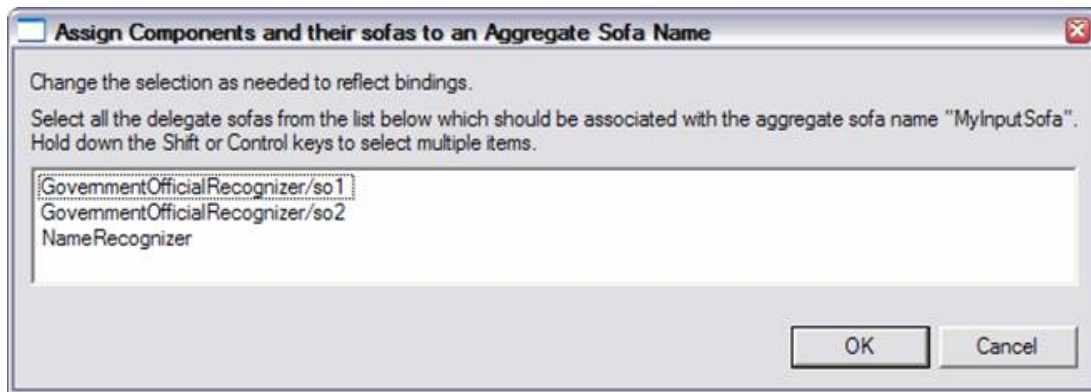 Assign Components and their sofas to an Aggregate Sofa Name
Change the selection as needed to reflect bindings.
Select all the delegate sofas from the list below which should be associated with the aggregate sofa name "MyInputSofa".
Hold down the Shift or Control keys to select multiple items.
GovernmentOfficialRecognizer/so1
GovernmentOfficialRecognizer/so2
NameRecognizer
OK
Cancel